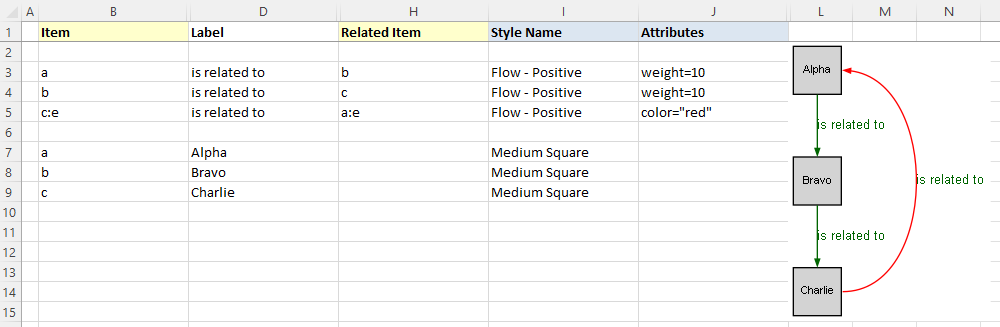 A B D H I J L M N
1 Item Label Related Item Style Name Attributes
2
3 a is related to b Flow - Positive weight=10
4 b is related to c Flow - Positive weight=10
5 c:e is related to a:e Flow - Positive color="red"
6
7 a Alpha Medium Square
8 b Bravo Medium Square
9 c Charlie Medium Square
10
11
12
13
14
15
Alpha
is related to
Bravo
is related to
is related to
Charlie